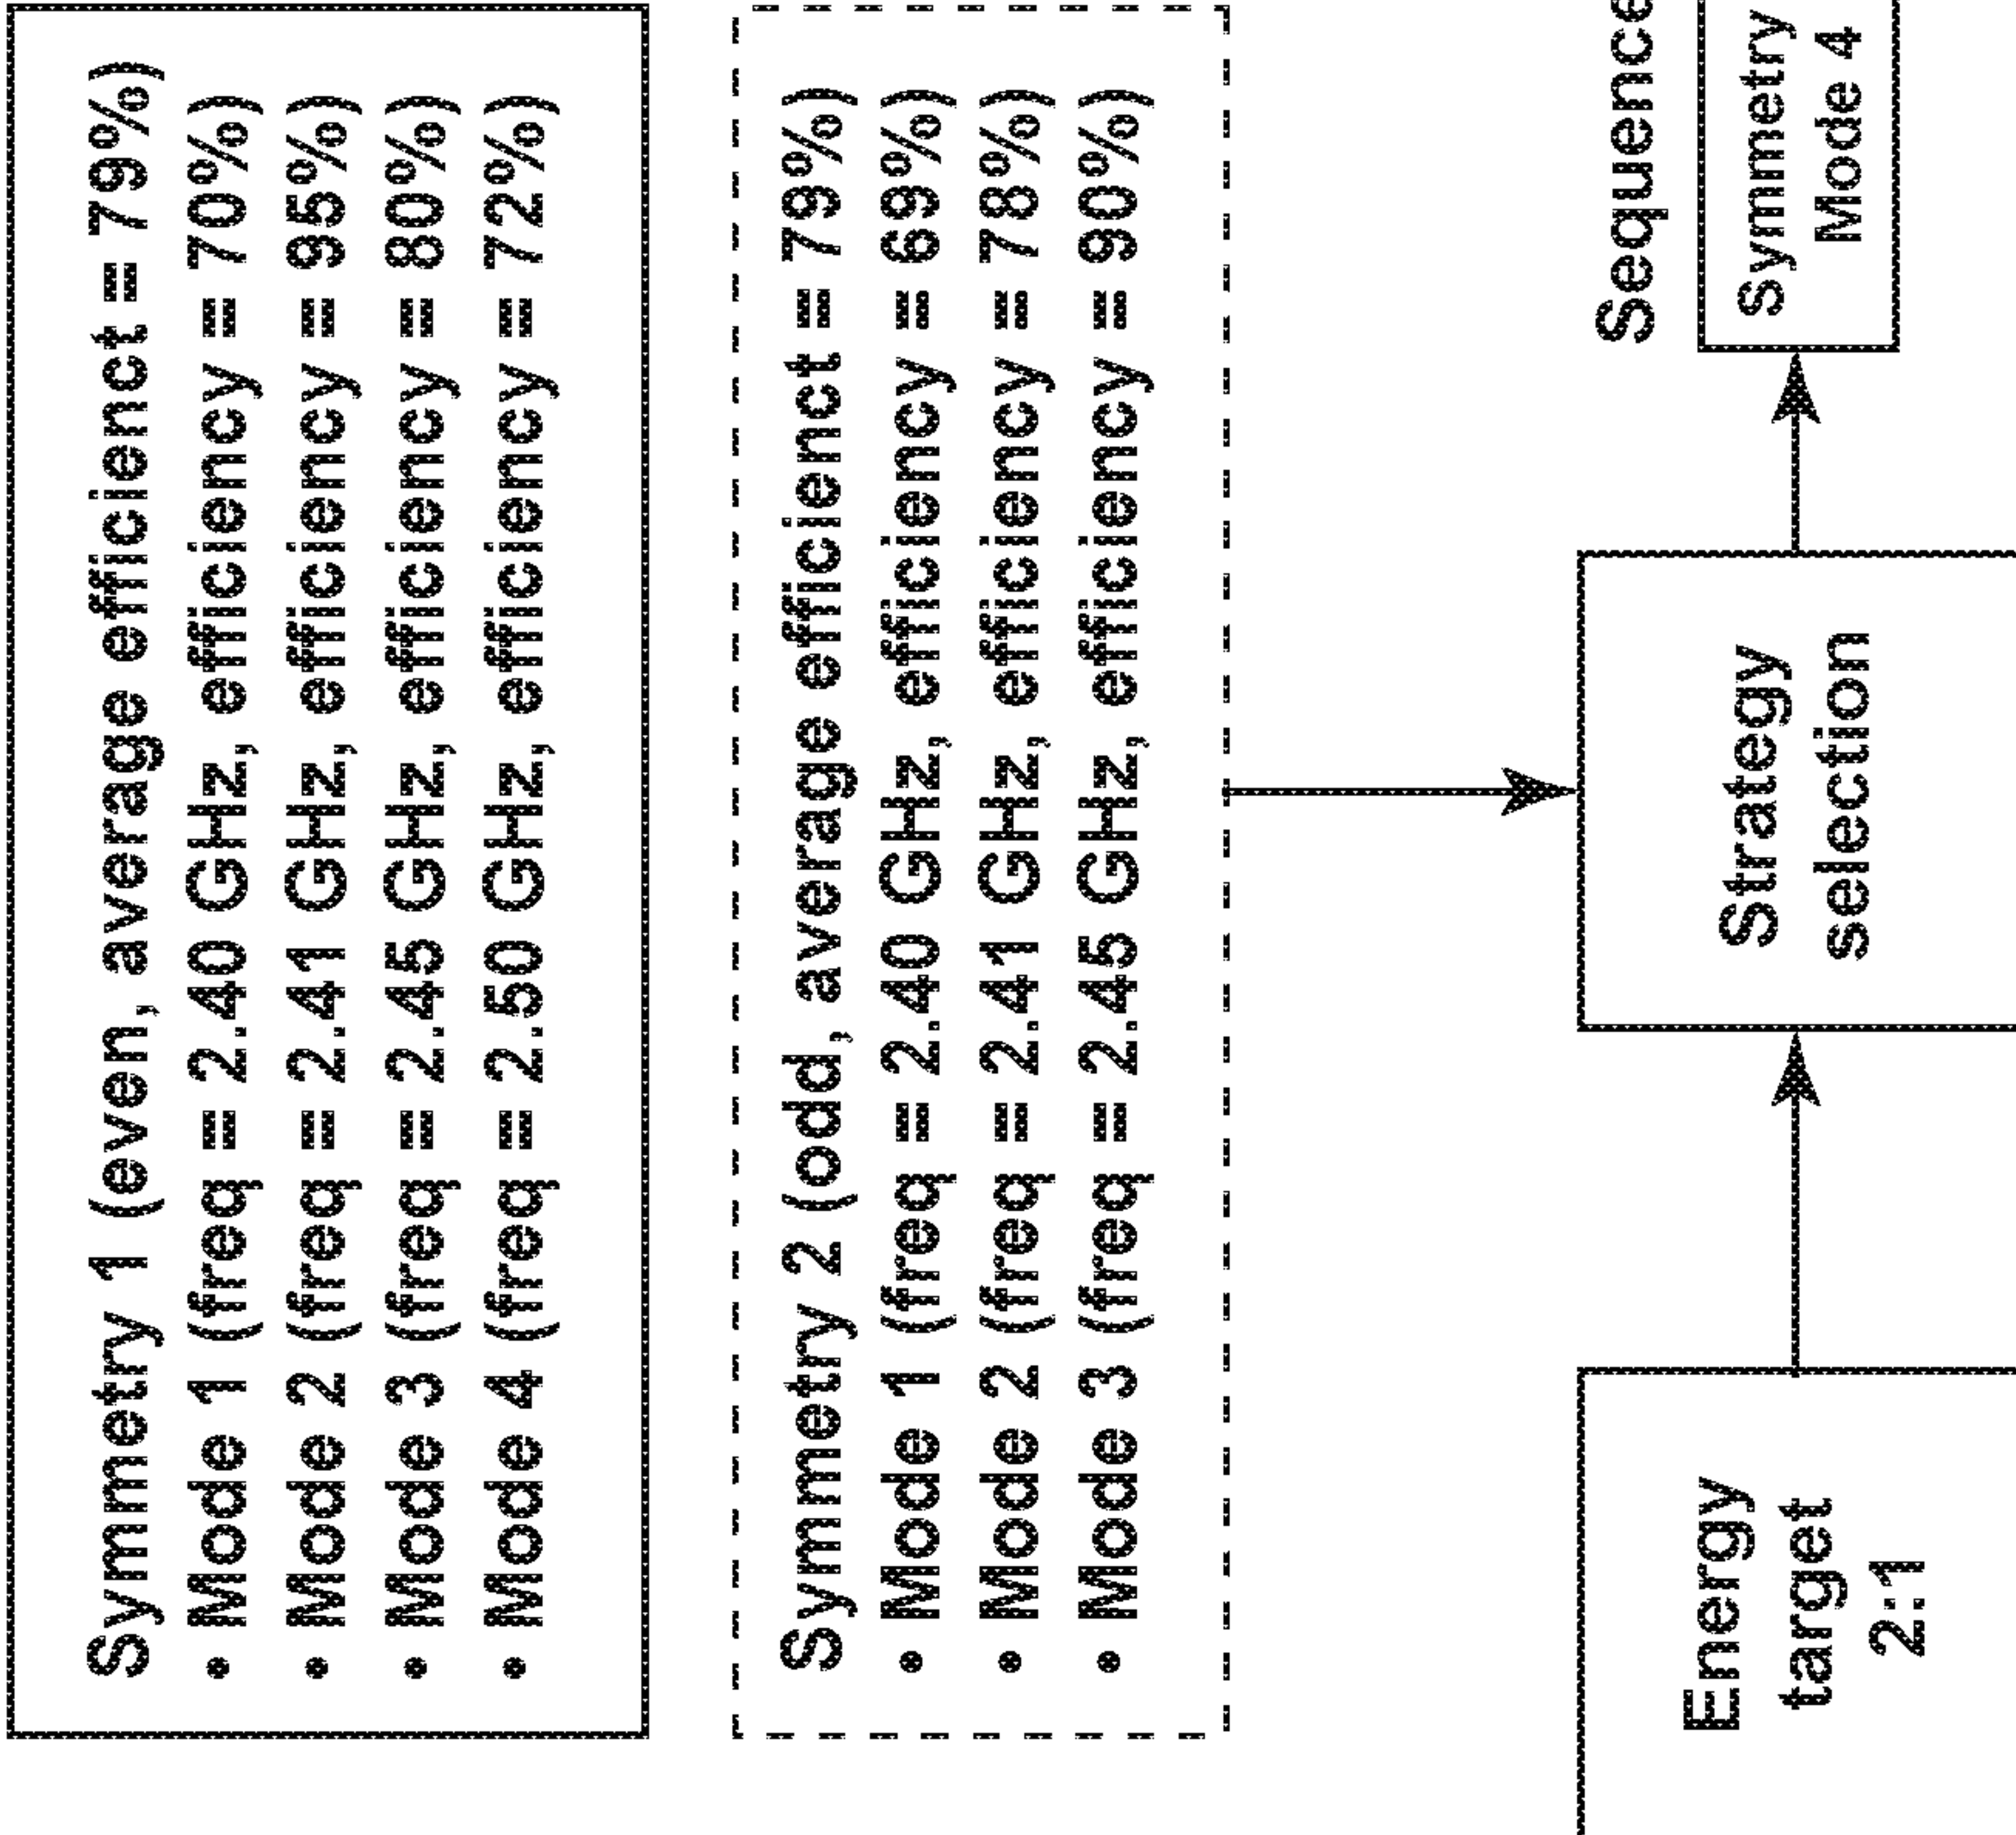 Symmetry 1 (even, average efficient = 79%)
• Mode 1 (freq = 2.40 GHz, efficiency = 70%)
• Mode 2 (freq = 2.41 GHz, efficiency = 95%)
• Mode 3 (freq = 2.45 GHz, efficiency = 80%)
• Mode 4 (freq = 2.50 GHz, efficiency = 72%)
Symmetry 2 (odd, average efficient = 79%)
• Mode 1 (freq = 2.40 GHz, efficiency = 69%)
• Mode 2 (freq = 2.41 GHz, efficiency = 78%)
• Mode 3 (freq = 2.45 GHz, efficiency = 90%)
Energy
target
2:1
Strategy
selection
Sequence
Symmetry
Mode 4